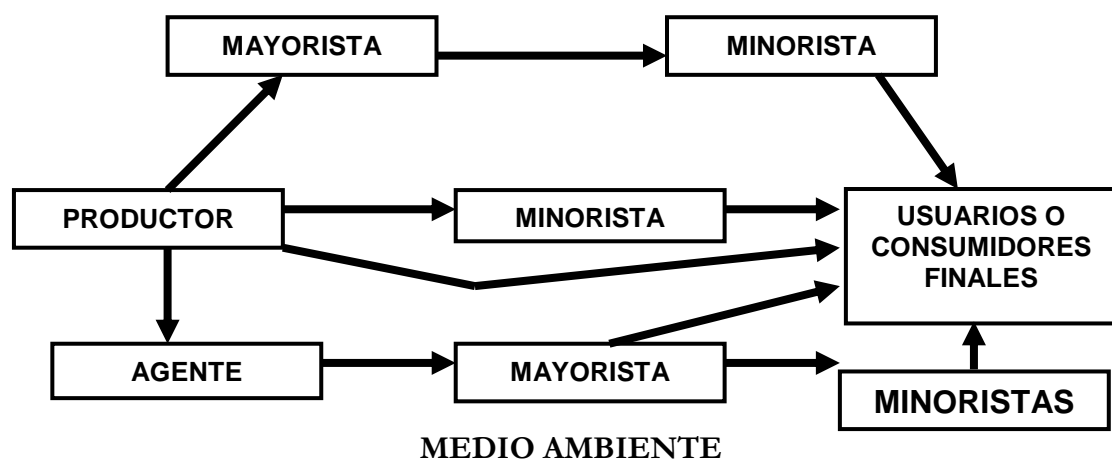 MAYORISTA
MINORISTA
PRODUCTOR
MINORISTA
USUARIOS O
CONSUMIDORES
FINALES
AGENTE
MAYORISTA
MINORISTAS
MEDIO AMBIENTE